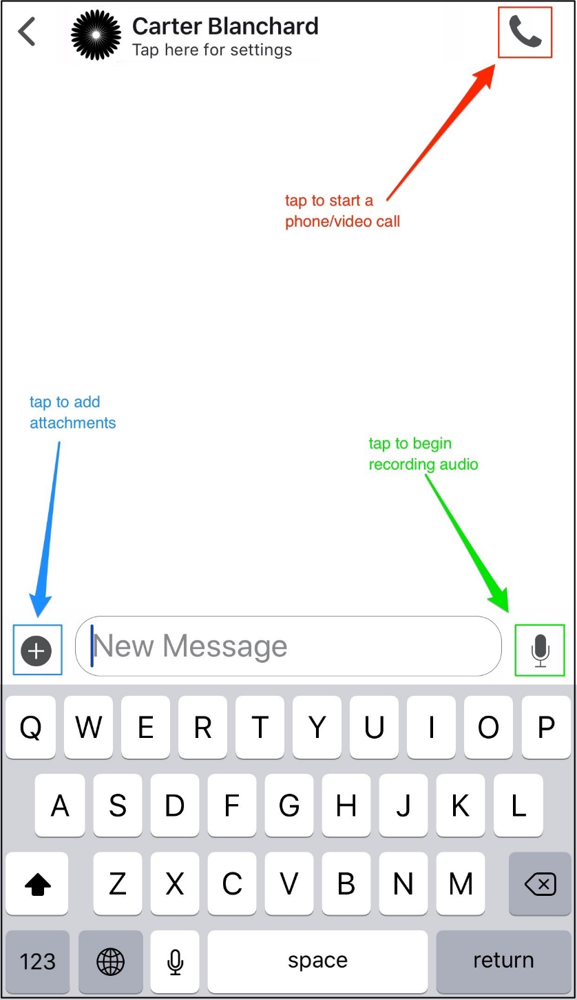 Carter Blanchard
Tap here for settings
tap to start a
phone/video call
tap to add
attachments
tap to begin
recording audio
New Message
Q W E R T Y U I O P
A S D F G H J K L
Z X C V B N M
123 space return